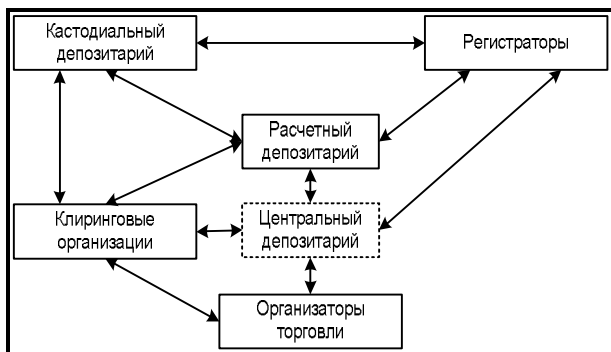 Кастодиальный
депозитарий
Регистраторы
Расчетный
депозитарий
Клиринговые
организации
Центральный
депозитарий
Организаторы
торговли